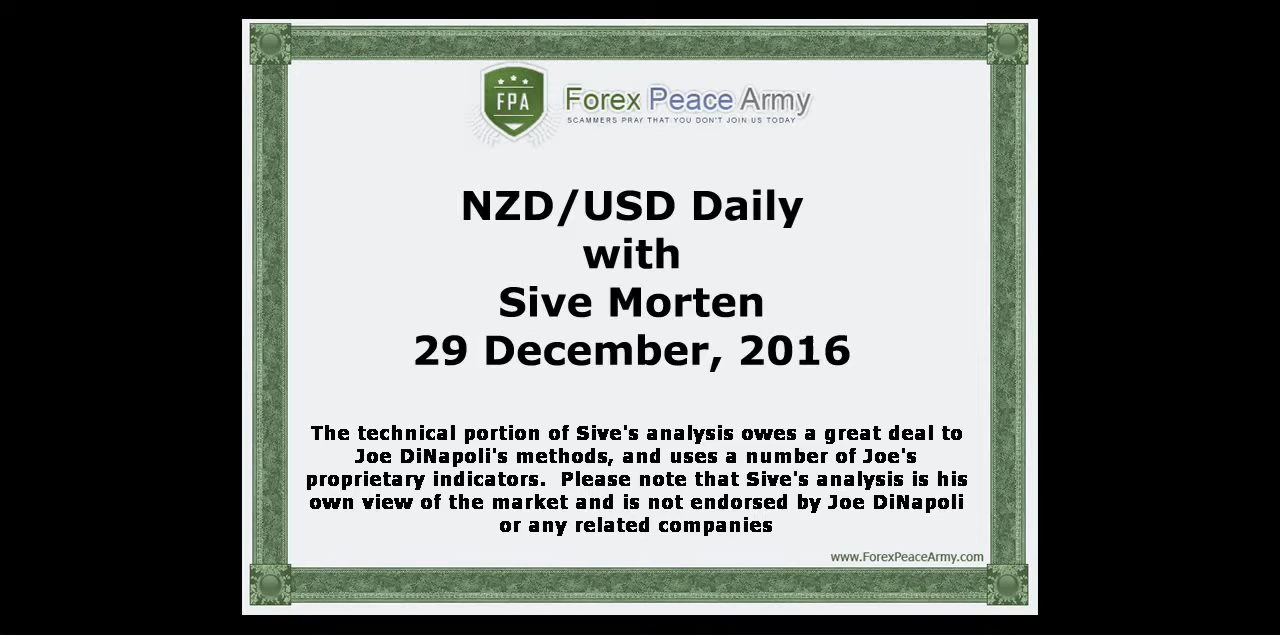 FPA
Forex Peace Army
SCAMMERS PRAY THAT YOU DON'T JOIN US TODAY
NZD/USD Daily
with
Sive Morten
29 December, 2016
The technical portion of Sive's analysis owes a great deal to
Joe DiNapoli's methods, and uses a number of Joe's
proprietary indicators.  Please note that Sive's analysis is his
own view of the market and is not endorsed by Joe DiNapoli
or any related companies
www.ForexPeaceArmy.com